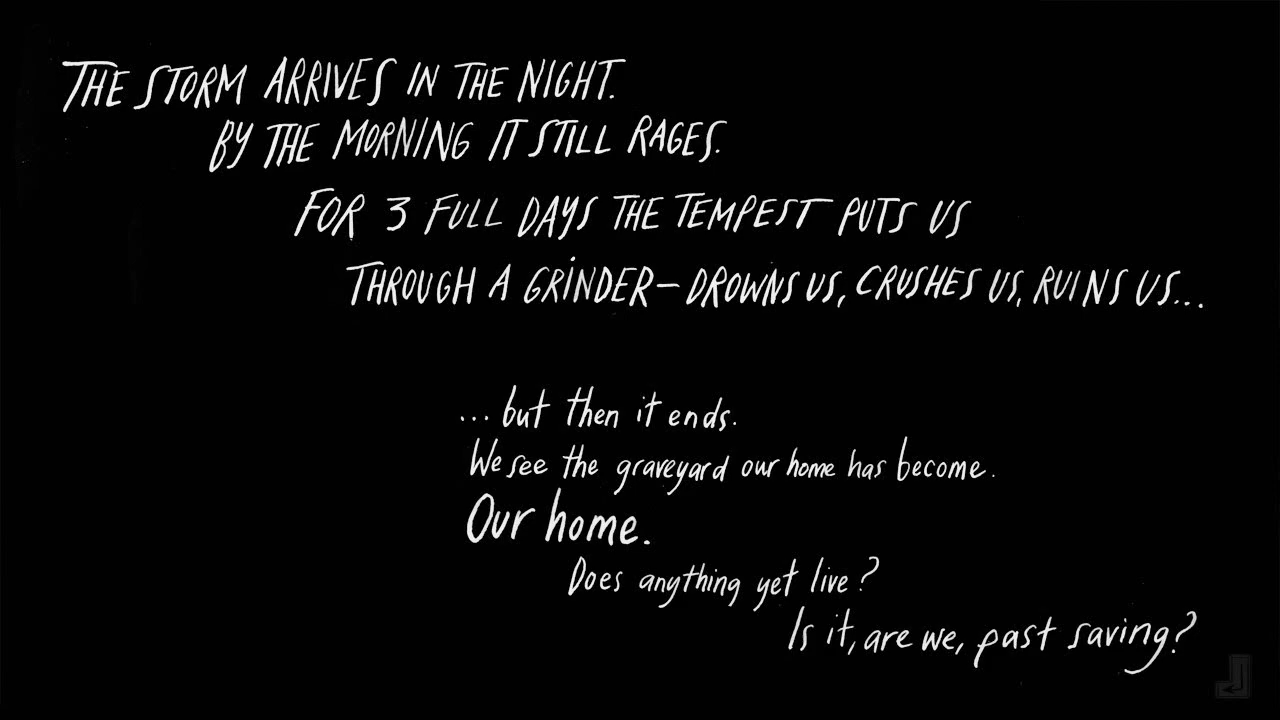 THE STORM ARRIVES IN THE NIGHT.
BY THE MORNING IT STILL RAGES.
FOR 3 FULL DAYS THE TEMPEST PUTS US
THROUGH A GRINDER—DROWNS US, CRUSHES US, RUINS US...
...but then it ends.
We see the graveyard our home has become.
Our home.
Does anything yet live?
Is it, are we, past saving?